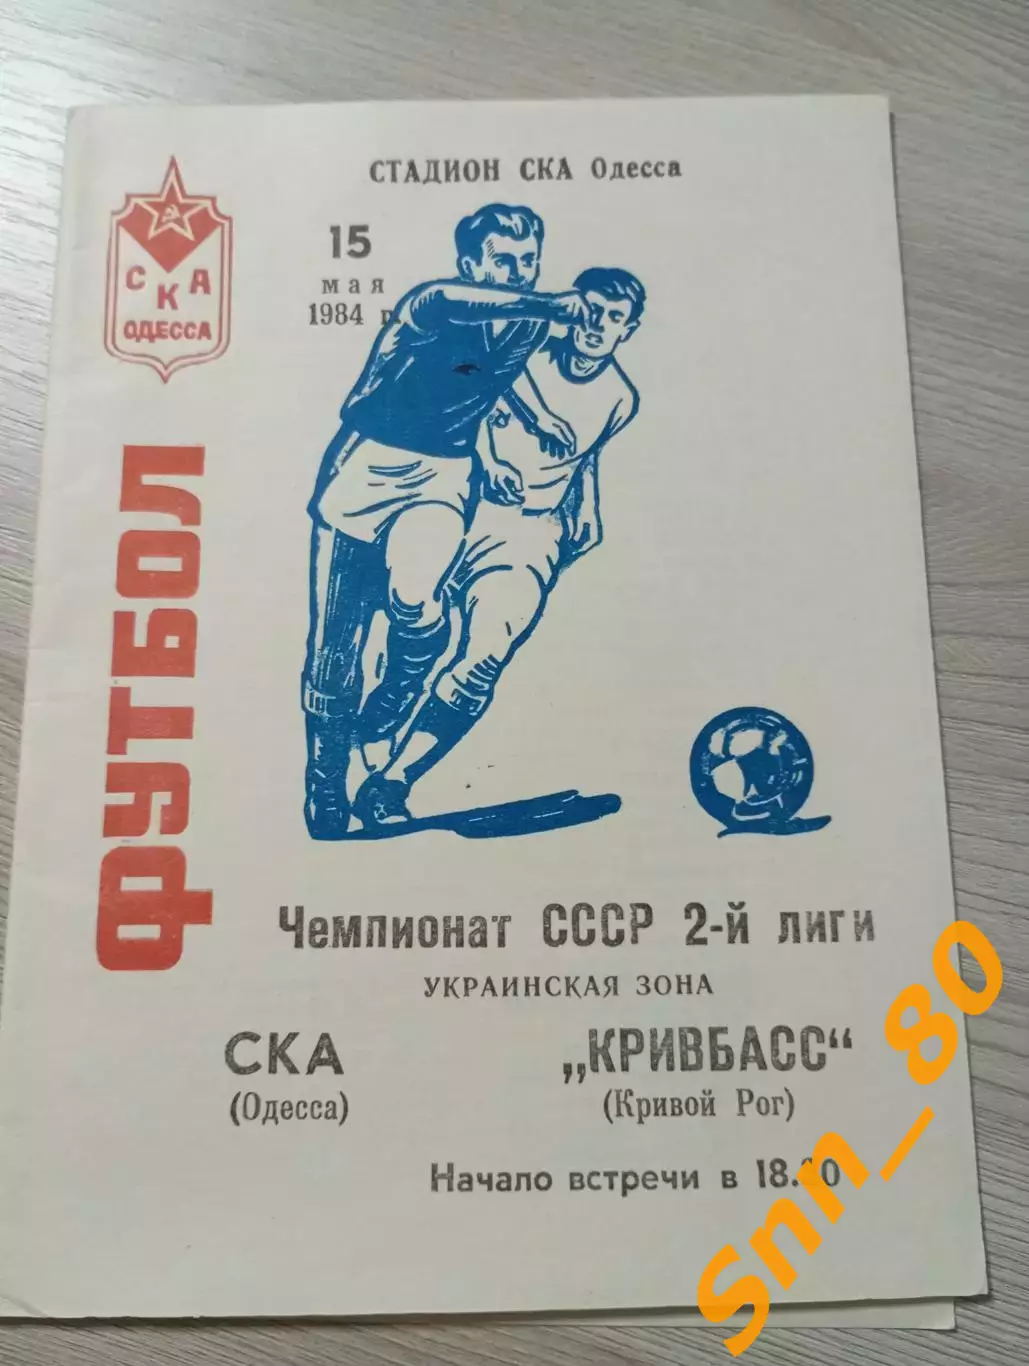 СТАДИОН СКА Одесса
15
мая
1984 г.
СКА
ОДЕССА
ФУТБОЛ
Чемпионат СССР 2-й лиги
УКРАИНСКАЯ ЗОНА
СКА „КРИВБАСС“
(Одесса) (Кривой Рог)
Начало встречи в
Snn_80